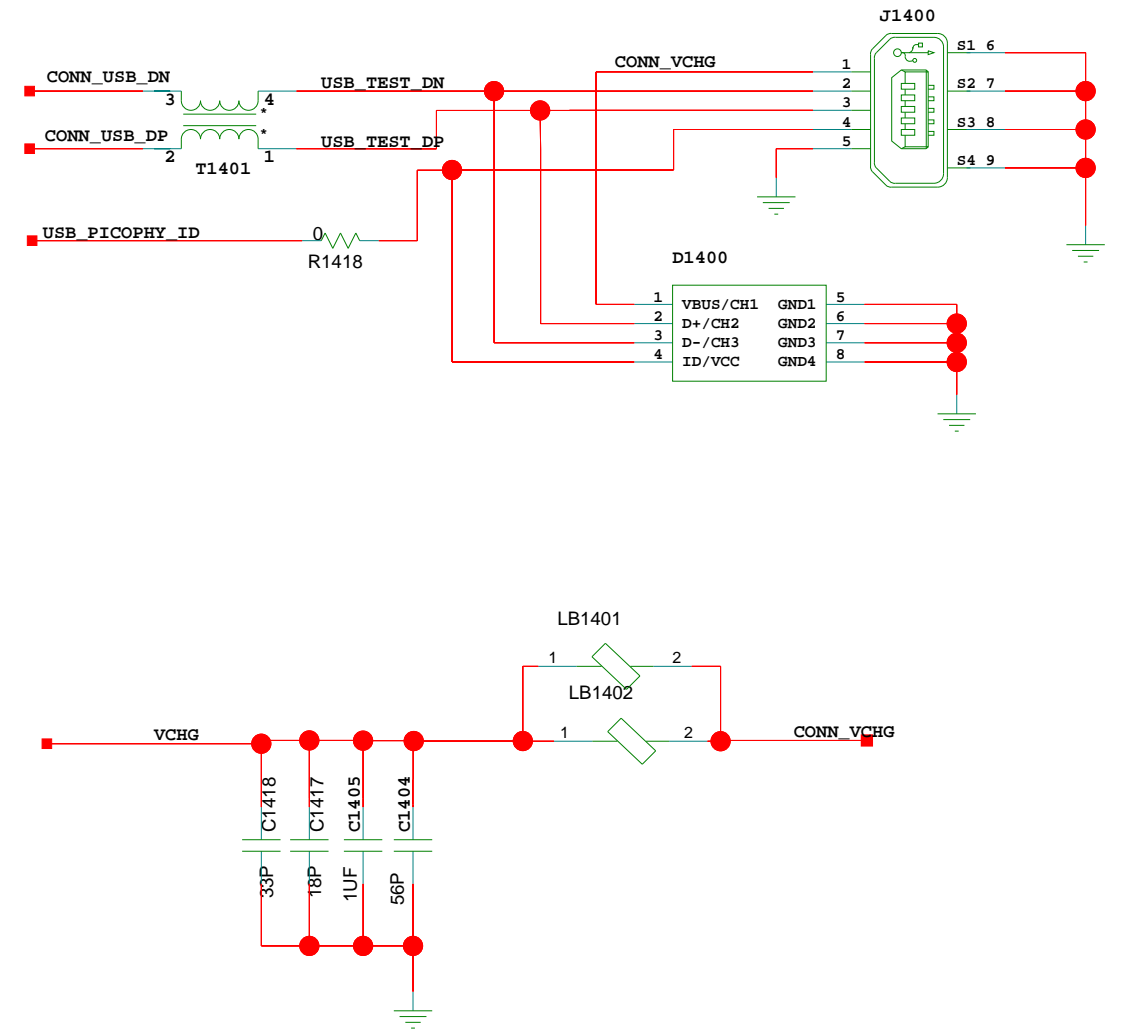 J1400
CONN_USB_DN
3
4
USB_TEST_DN
*
*
CONN_USB_DP
2
1
USB_TEST_DP
T1401
CONN_VCHG
1
2
3
4
5
S1 6
S2 7
S3 8
S4 9
USB_PICOPHY_ID
0
R1418
D1400
1 VBUS/CH1 GND1 5
2 D+/CH2 GND2 6
3 D-/CH3 GND3 7
4 ID/VCC GND4 8
LB1401
1 2
LB1402
1 2
VCHG
CONN_VCHG
C1418
C1417
C1405
C1404
33P
18P
1UF
56P